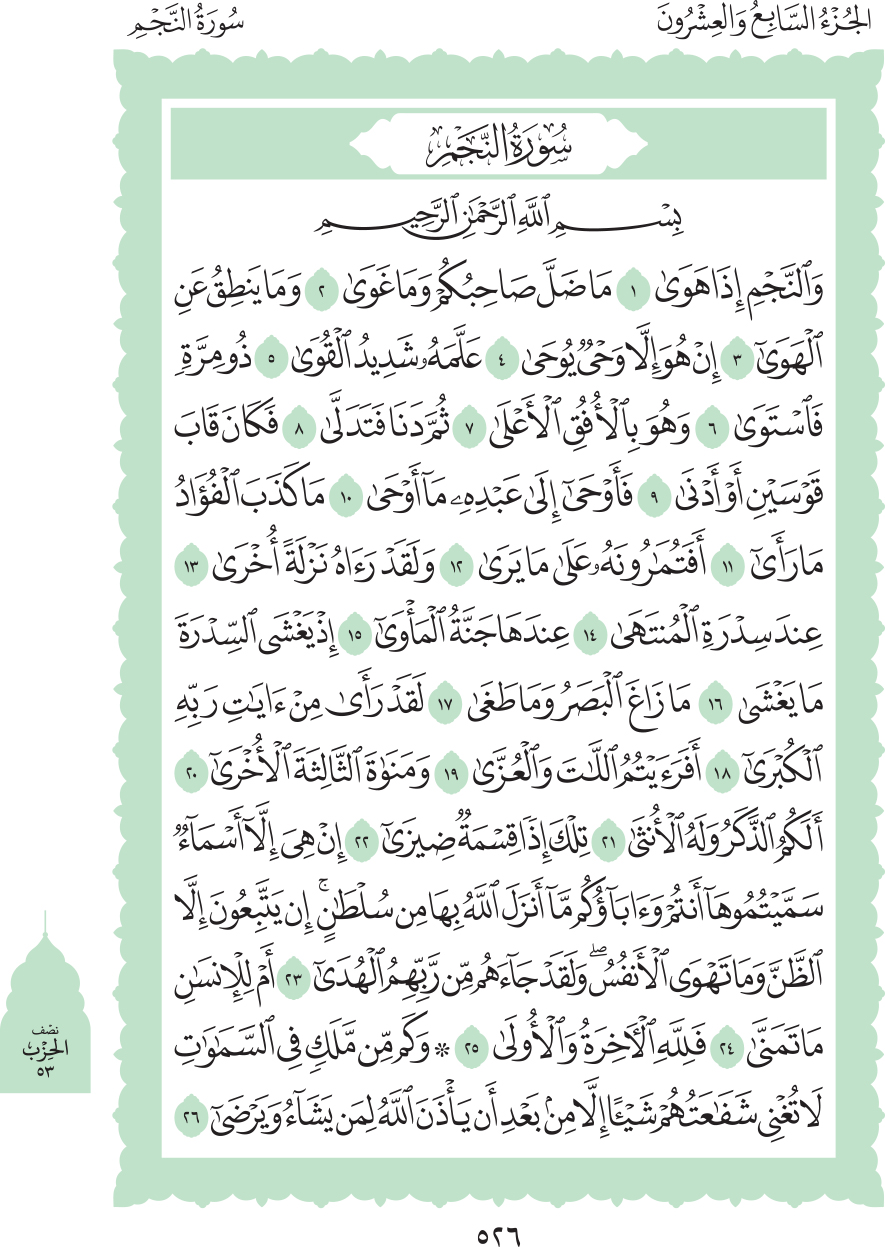 الجُزْءُ السَّابِعُ وَالعِشْرُونَ
سُورَةُ النَّجْمِ
سُورَةُ النَّجْمِ
بِسْمِ ٱللَّهِ ٱلرَّحْمَٰنِ ٱلرَّحِيمِ
وَٱلنَّجْمِ إِذَا هَوَىٰ ١ مَا ضَلَّ صَاحِبُكُمْ وَمَا غَوَىٰ ٢ وَمَا يَنطِقُ عَنِ
ٱلْهَوَىٰٓ ٣ إِنْ هُوَ إِلَّا وَحْيٌ يُوحَىٰ ٤ عَلَّمَهُۥ شَدِيدُ ٱلْقُوَىٰ ٥ ذُو مِرَّةٍ
فَٱسْتَوَىٰ ٦ وَهُوَ بِٱلْأُفُقِ ٱلْأَعْلَىٰ ٧ ثُمَّ دَنَا فَتَدَلَّىٰ ٨ فَكَانَ قَابَ
قَوْسَيْنِ أَوْ أَدْنَىٰ ٩ فَأَوْحَىٰٓ إِلَىٰ عَبْدِهِۦ مَآ أَوْحَىٰ ١٠ مَا كَذَبَ ٱلْفُؤَادُ
مَا رَأَىٰٓ ١١ أَفَتُمَٰرُونَهُۥ عَلَىٰ مَا يَرَىٰ ١٢ وَلَقَدْ رَءَاهُ نَزْلَةً أُخْرَىٰ ١٣
عِندَ سِدْرَةِ ٱلْمُنتَهَىٰ ١٤ عِندَهَا جَنَّةُ ٱلْمَأْوَىٰٓ ١٥ إِذْ يَغْشَى ٱلسِّدْرَةَ
مَا يَغْشَىٰ ١٦ مَا زَاغَ ٱلْبَصَرُ وَمَا طَغَىٰ ١٧ لَقَدْ رَأَىٰ مِنْ ءَايَٰتِ رَبِّهِ
ٱلْكُبْرَىٰٓ ١٨ أَفَرَءَيْتُمُ ٱللَّٰتَ وَٱلْعُزَّىٰ ١٩ وَمَنَوٰةَ ٱلثَّالِثَةَ ٱلْأُخْرَىٰٓ ٢٠
أَلَكُمُ ٱلذَّكَرُ وَلَهُ ٱلْأُنثَىٰ ٢١ تِلْكَ إِذًا قِسْمَةٌ ضِيزَىٰٓ ٢٢ إِنْ هِيَ إِلَّآ أَسْمَآءٌ
سَمَّيْتُمُوهَآ أَنتُمْ وَءَابَآؤُكُم مَّآ أَنزَلَ ٱللَّهُ بِهَا مِن سُلْطَٰنٍۚ إِن يَتَّبِعُونَ إِلَّا
ٱلظَّنَّ وَمَا تَهْوَى ٱلْأَنفُسُۖ وَلَقَدْ جَآءَهُم مِّن رَّبِّهِمُ ٱلْهُدَىٰٓ ٢٣ أَمْ لِلْإِنسَٰنِ
مَا تَمَنَّىٰ ٢٤ فَلِلَّهِ ٱلْءَاخِرَةُ وَٱلْأُولَىٰ ٢٥ * وَكَم مِّن مَّلَكٍ فِي ٱلسَّمَٰوَٰتِ
لَا تُغْنِي شَفَٰعَتُهُمْ شَيْـًٔا إِلَّا مِنۢ بَعْدِ أَن يَأْذَنَ ٱللَّهُ لِمَن يَشَآءُ وَيَرْضَىٰٓ ٢٦
نصف
الحِزْب
٥٣
٥٢٦